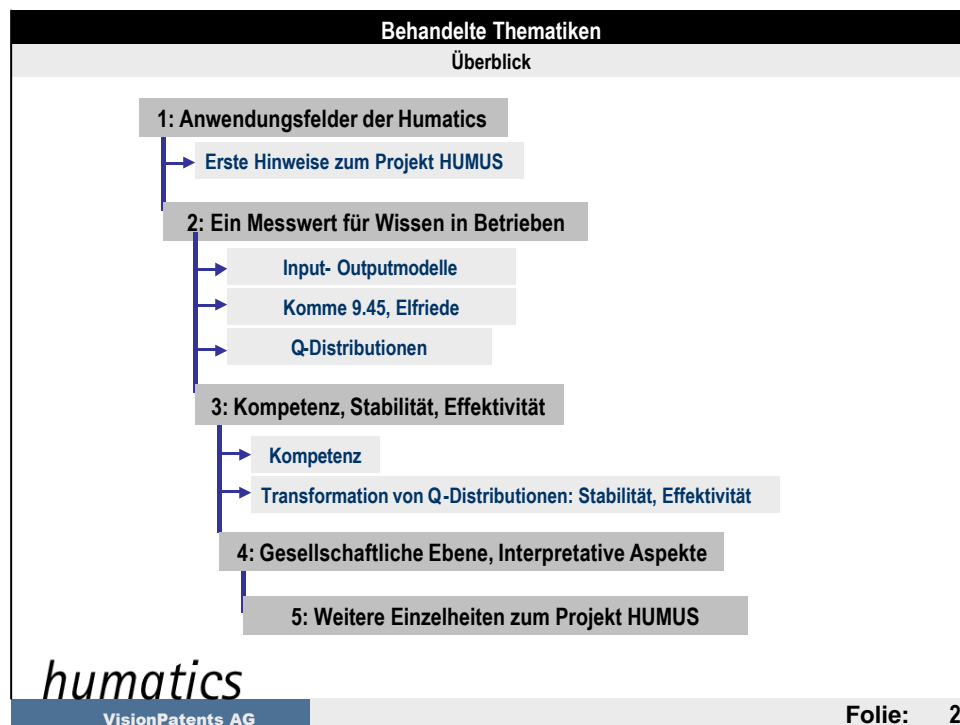 Behandelte Thematiken
Überblick
1: Anwendungsfelder der Humatics
Erste Hinweise zum Projekt HUMUS
2: Ein Messwert für Wissen in Betrieben
Input- Outputmodelle
Komme 9.45, Elfriede
Q-Distributionen
3: Kompetenz, Stabilität, Effektivität
Kompetenz
Transformation von Q-Distributionen: Stabilität, Effektivität
4: Gesellschaftliche Ebene, Interpretative Aspekte
5: Weitere Einzelheiten zum Projekt HUMUS
humatics
VisionPatents AG
Folie: 2